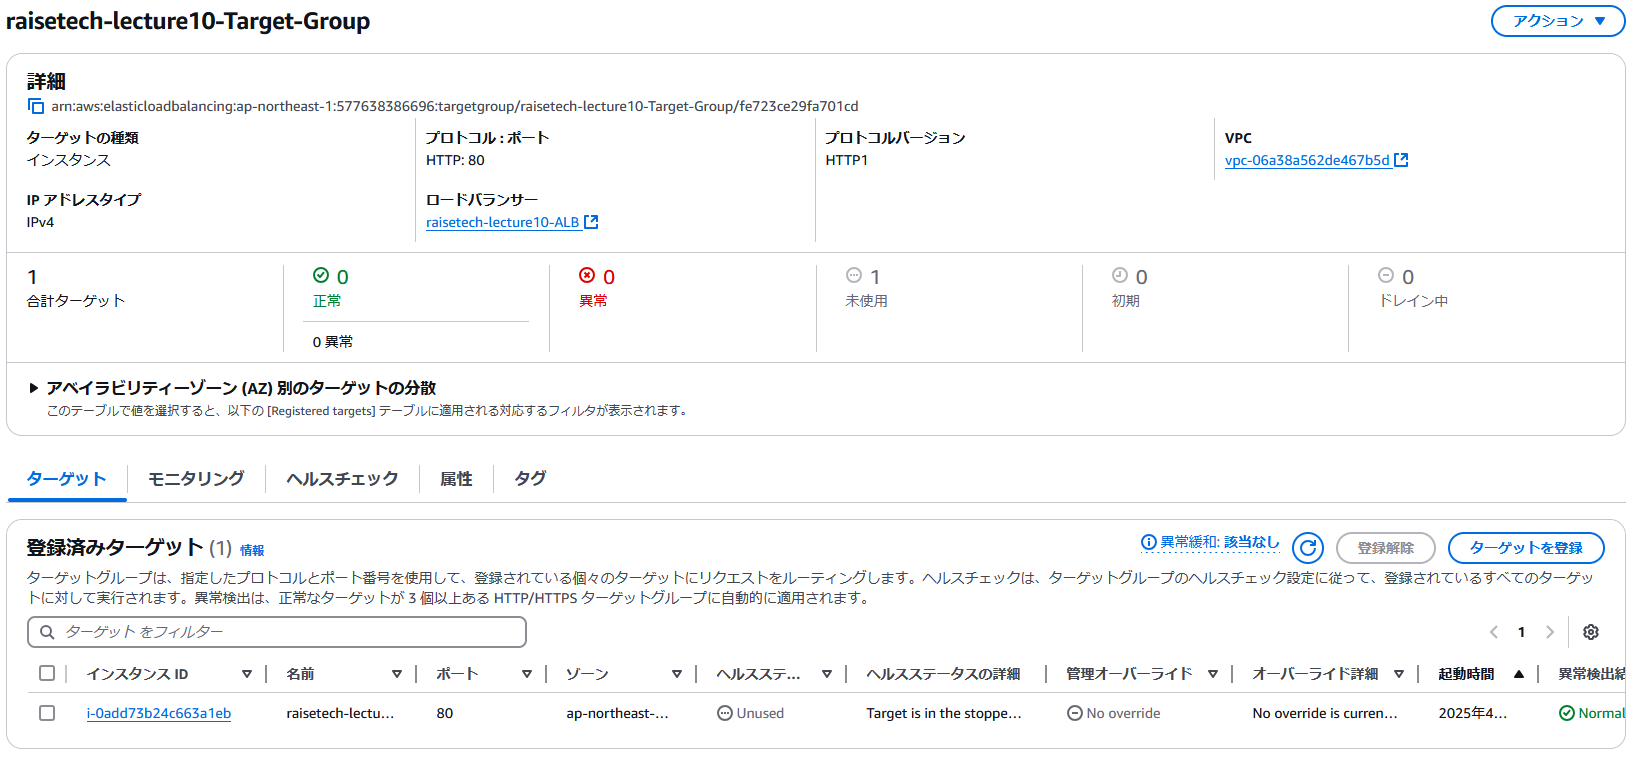 raisetech-lecture10-Target-Group
アクション
詳細
arn:aws:elasticloadbalancing:ap-northeast-1:577638386696:targetgroup/raisetech-lecture10-Target-Group/fe723ce29fa701cd
ターゲットの種類
インスタンス
プロトコル : ポート
HTTP: 80
プロトコルバージョン
HTTP1
VPC
vpc-06a38a562de467b5d
IP アドレスタイプ
IPv4
ロードバランサー
raisetech-lecture10-ALB
1
合計ターゲット
0
正常
0 異常
0
異常
1
未使用
0
初期
0
ドレイン中
アベイラビリティーゾーン (AZ) 別のターゲットの分散
このテーブルで値を選択すると、以下の [Registered targets] テーブルに適用される対応するフィルタが表示されます。
ターゲット
モニタリング
ヘルスチェック
属性
タグ
登録済みターゲット (1) 情報
異常緩和: 該当なし
登録解除
ターゲットを登録
ターゲットグループは、指定したプロトコルとポート番号を使用して、登録されている個々のターゲットにリクエストをルーティングします。ヘルスチェックは、ターゲットグループのヘルスチェック設定に従って、登録されているすべてのターゲッ
トに対して実行されます。異常検出は、正常なターゲットが 3 個以上ある HTTP/HTTPS ターゲットグループに自動的に適用されます。
ターゲット をフィルター
1
インスタンス ID 名前 ポート ゾーン ヘルスステ... ヘルスステータスの詳細 管理オーバーライド オーバーライド詳細 起動時間 異常検出結
i-0add73b24c663a1eb raisetech-lectu... 80 ap-northeast-... Unused Target is in the stoppe... No override No override is curren... 2025年4... Normal